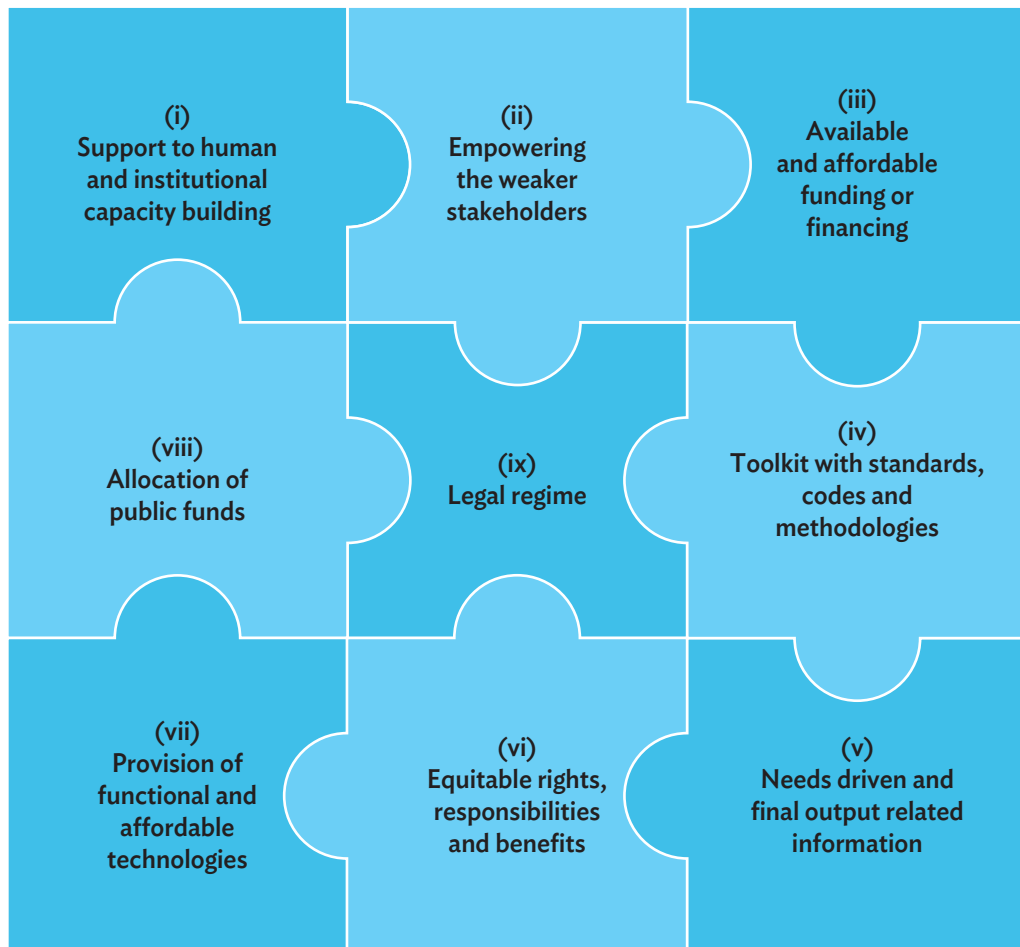 (i)
Support to human
and institutional
capacity building
(ii)
Empowering
the weaker
stakeholders
(iii)
Available
and affordable
funding or
financing
(viii)
Allocation of
public funds
(ix)
Legal regime
(iv)
Toolkit with standards,
codes and
methodologies
(vii)
Provision of
functional and
affordable
technologies
(vi)
Equitable rights,
responsibilities
and benefits
(v)
Needs driven and
final output related
information